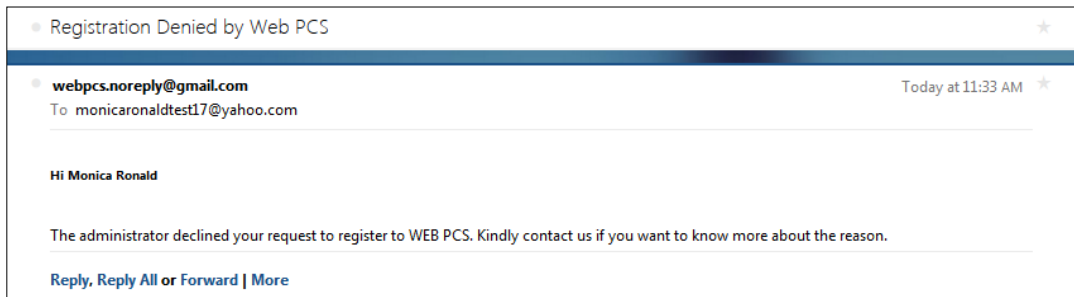 Registration Denied by Web PCS
webpcs.noreply@gmail.com
Today at 11:33 AM
To monicaronaldtest17@yahoo.com
Hi Monica Ronald
The administrator declined your request to register to WEB PCS. Kindly contact us if you want to know more about the reason.
Reply, Reply All or Forward | More